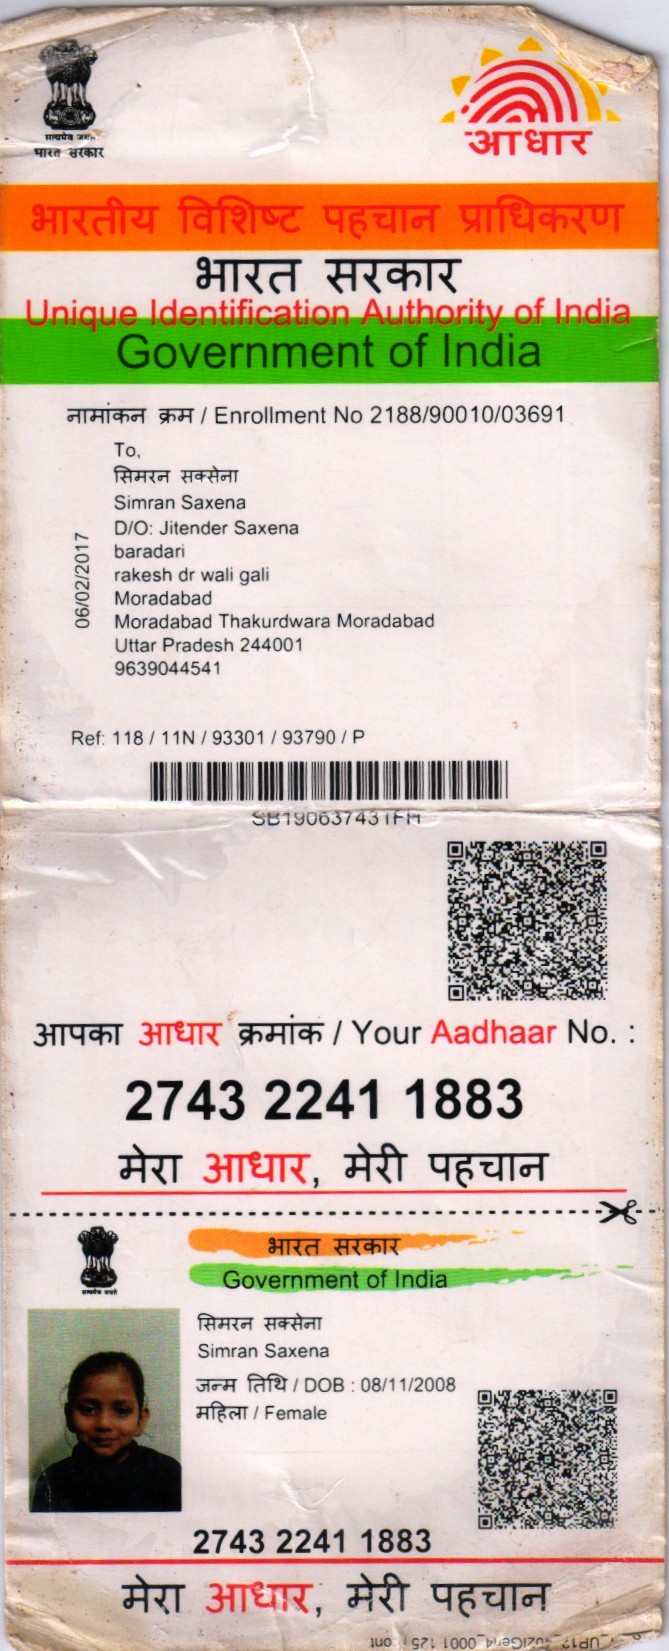 सत्यमेव जयते
भारत सरकार
आधार
भारतीय विशिष्ट पहचान प्राधिकरण
भारत सरकार
Unique Identification Authority of India
Government of India
नामांकन क्रम / Enrollment No 2188/90010/03691
To,
सिमरन सक्सेना
Simran Saxena
D/O: Jitender Saxena
baradari
rakesh dr wali gali
Moradabad
Moradabad Thakurdwara Moradabad
Uttar Pradesh 244001
9639044541
06/02/2017
Ref: 118 / 11N / 93301 / 93790 / P
SB190637431FH
आपका आधार क्रमांक / Your Aadhaar No. :
2743 2241 1883
मेरा आधार, मेरी पहचान
भारत सरकार
Government of India
सत्यमेव जयते
सिमरन सक्सेना
Simran Saxena
जन्म तिथि / DOB : 08/11/2008
महिला / Female
2743 2241 1883
मेरा आधार, मेरी पहचान